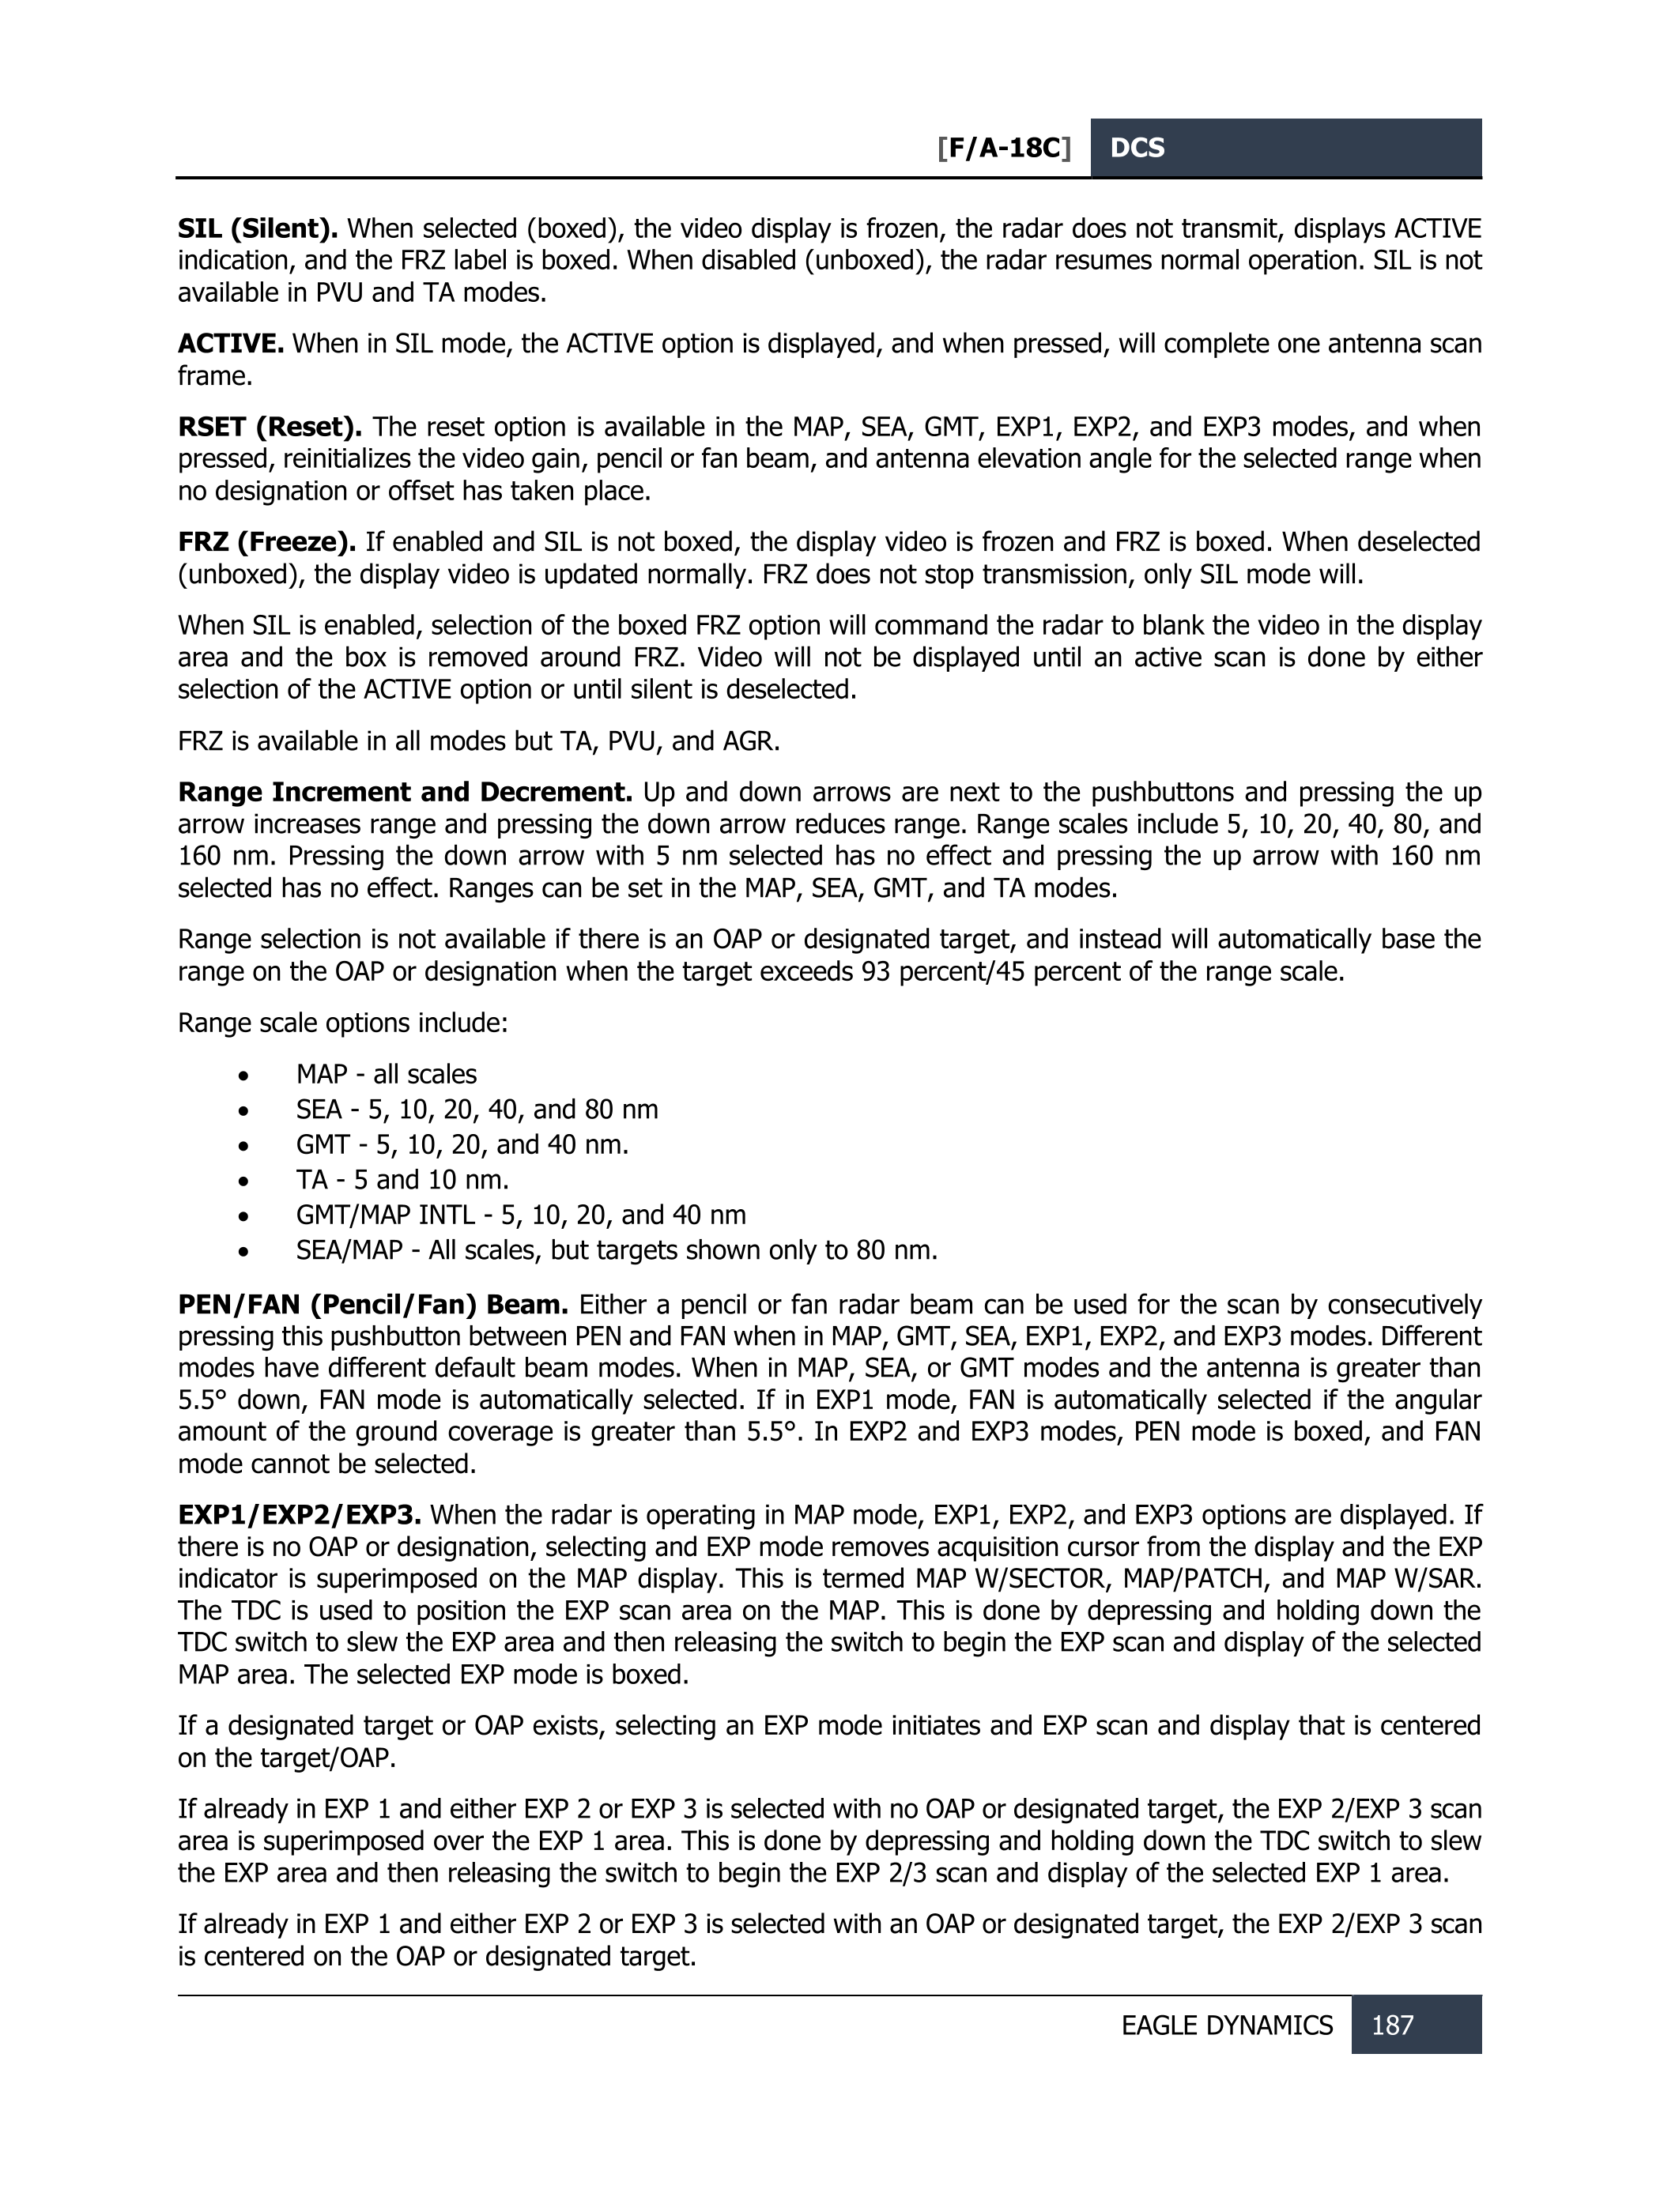 [F/A-18C] DCS
SIL (Silent). When selected (boxed), the video display is frozen, the radar does not transmit, displays ACTIVE
indication, and the FRZ label is boxed. When disabled (unboxed), the radar resumes normal operation. SIL is not
available in PVU and TA modes.
ACTIVE. When in SIL mode, the ACTIVE option is displayed, and when pressed, will complete one antenna scan
frame.
RSET (Reset). The reset option is available in the MAP, SEA, GMT, EXP1, EXP2, and EXP3 modes, and when
pressed, reinitializes the video gain, pencil or fan beam, and antenna elevation angle for the selected range when
no designation or offset has taken place.
FRZ (Freeze). If enabled and SIL is not boxed, the display video is frozen and FRZ is boxed. When deselected
(unboxed), the display video is updated normally. FRZ does not stop transmission, only SIL mode will.
When SIL is enabled, selection of the boxed FRZ option will command the radar to blank the video in the display
area and the box is removed around FRZ. Video will not be displayed until an active scan is done by either
selection of the ACTIVE option or until silent is deselected.
FRZ is available in all modes but TA, PVU, and AGR.
Range Increment and Decrement. Up and down arrows are next to the pushbuttons and pressing the up
arrow increases range and pressing the down arrow reduces range. Range scales include 5, 10, 20, 40, 80, and
160 nm. Pressing the down arrow with 5 nm selected has no effect and pressing the up arrow with 160 nm
selected has no effect. Ranges can be set in the MAP, SEA, GMT, and TA modes.
Range selection is not available if there is an OAP or designated target, and instead will automatically base the
range on the OAP or designation when the target exceeds 93 percent/45 percent of the range scale.
Range scale options include:
• MAP - all scales
• SEA - 5, 10, 20, 40, and 80 nm
• GMT - 5, 10, 20, and 40 nm.
• TA - 5 and 10 nm.
• GMT/MAP INTL - 5, 10, 20, and 40 nm
• SEA/MAP - All scales, but targets shown only to 80 nm.
PEN/FAN (Pencil/Fan) Beam. Either a pencil or fan radar beam can be used for the scan by consecutively
pressing this pushbutton between PEN and FAN when in MAP, GMT, SEA, EXP1, EXP2, and EXP3 modes. Different
modes have different default beam modes. When in MAP, SEA, or GMT modes and the antenna is greater than
5.5° down, FAN mode is automatically selected. If in EXP1 mode, FAN is automatically selected if the angular
amount of the ground coverage is greater than 5.5°. In EXP2 and EXP3 modes, PEN mode is boxed, and FAN
mode cannot be selected.
EXP1/EXP2/EXP3. When the radar is operating in MAP mode, EXP1, EXP2, and EXP3 options are displayed. If
there is no OAP or designation, selecting and EXP mode removes acquisition cursor from the display and the EXP
indicator is superimposed on the MAP display. This is termed MAP W/SECTOR, MAP/PATCH, and MAP W/SAR.
The TDC is used to position the EXP scan area on the MAP. This is done by depressing and holding down the
TDC switch to slew the EXP area and then releasing the switch to begin the EXP scan and display of the selected
MAP area. The selected EXP mode is boxed.
If a designated target or OAP exists, selecting an EXP mode initiates and EXP scan and display that is centered
on the target/OAP.
If already in EXP 1 and either EXP 2 or EXP 3 is selected with no OAP or designated target, the EXP 2/EXP 3 scan
area is superimposed over the EXP 1 area. This is done by depressing and holding down the TDC switch to slew
the EXP area and then releasing the switch to begin the EXP 2/3 scan and display of the selected EXP 1 area.
If already in EXP 1 and either EXP 2 or EXP 3 is selected with an OAP or designated target, the EXP 2/EXP 3 scan
is centered on the OAP or designated target.
EAGLE DYNAMICS 187